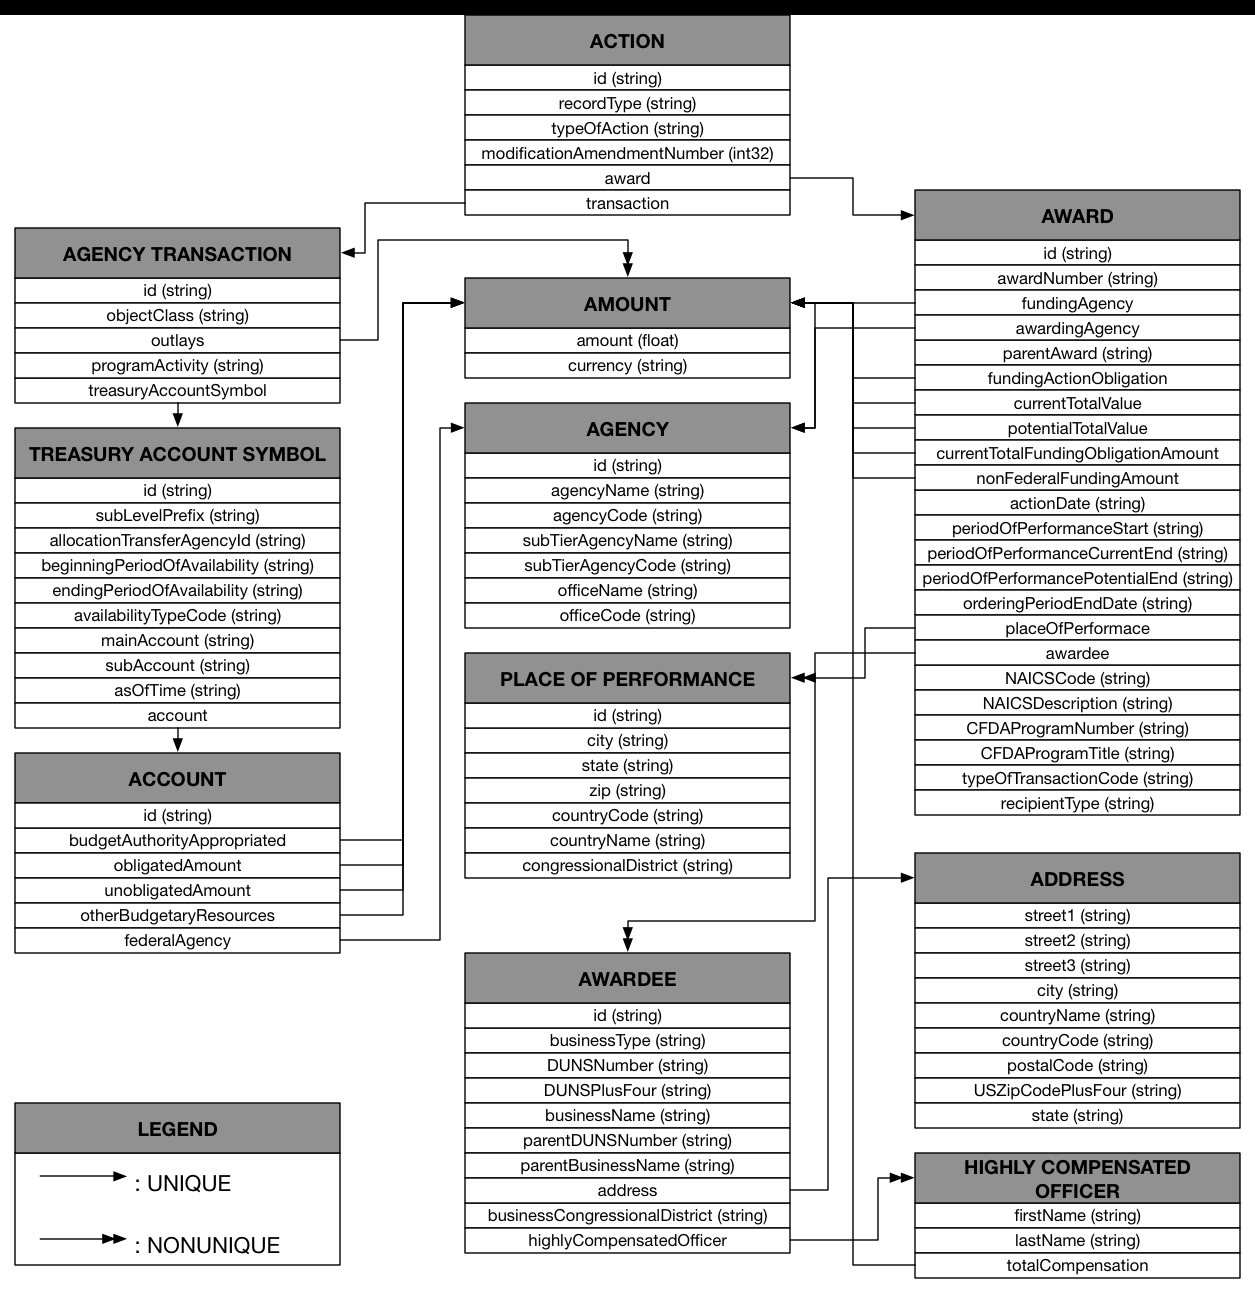 ACTION
id (string)
recordType (string)
typeOfAction (string)
modificationAmendmentNumber (int32)
award
transaction
AGENCY TRANSACTION
id (string)
objectClass (string)
outlays
programActivity (string)
treasuryAccountSymbol
TREASURY ACCOUNT SYMBOL
id (string)
subLevelPrefix (string)
allocationTransferAgencyId (string)
beginningPeriodOfAvailability (string)
endingPeriodOfAvailability (string)
availabilityTypeCode (string)
mainAccount (string)
subAccount (string)
asOfTime (string)
account
ACCOUNT
id (string)
budgetAuthorityAppropriated
obligatedAmount
unobligatedAmount
otherBudgetaryResources
federalAgency
LEGEND
: UNIQUE
: NONUNIQUE
AMOUNT
amount (float)
currency (string)
AGENCY
id (string)
agencyName (string)
agencyCode (string)
subTierAgencyName (string)
subTierAgencyCode (string)
officeName (string)
officeCode (string)
PLACE OF PERFORMANCE
id (string)
city (string)
state (string)
zip (string)
countryCode (string)
countryName (string)
congressionalDistrict (string)
AWARDEE
id (string)
businessType (string)
DUNSNumber (string)
DUNSPlusFour (string)
businessName (string)
parentDUNSNumber (string)
parentBusinessName (string)
address
businessCongressionalDistrict (string)
highlyCompensatedOfficer
AWARD
id (string)
awardNumber (string)
fundingAgency
awardingAgency
parentAward (string)
fundingActionObligation
currentTotalValue
potentialTotalValue
currentTotalFundingObligationAmount
nonFederalFundingAmount
actionDate (string)
periodOfPerformanceStart (string)
periodOfPerformanceCurrentEnd (string)
periodOfPerformancePotentialEnd (string)
orderingPeriodEndDate (string)
placeOfPerformace
awardee
NAICSCode (string)
NAICSDescription (string)
CFDAProgramNumber (string)
CFDAProgramTitle (string)
typeOfTransactionCode (string)
recipientType (string)
ADDRESS
street1 (string)
street2 (string)
street3 (string)
city (string)
countryName (string)
countryCode (string)
postalCode (string)
USZipCodePlusFour (string)
state (string)
HIGHLY COMPENSATED
OFFICER
firstName (string)
lastName (string)
totalCompensation